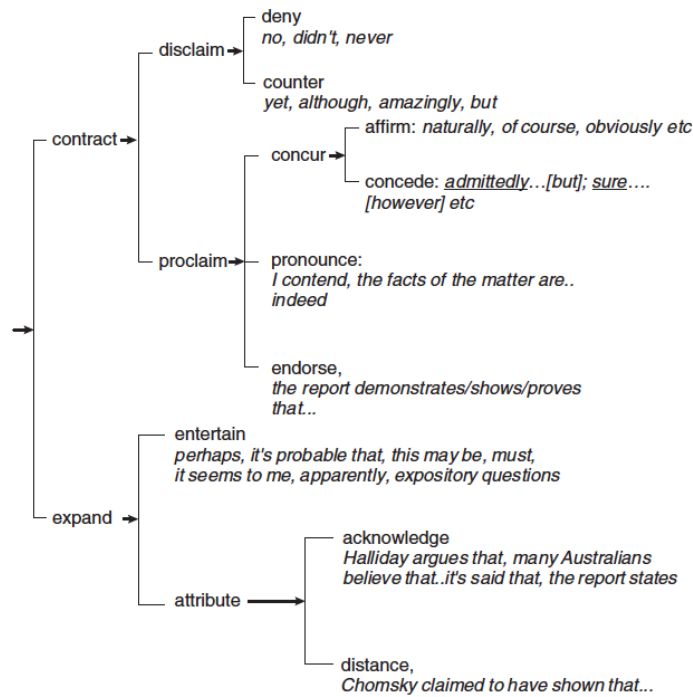 deny
no, didn't, never
disclaim
counter
yet, although, amazingly, but
contract
affirm: naturally, of course, obviously etc
concur
concede: admittedly...[but]; sure....
[however] etc
proclaim
pronounce:
I contend, the facts of the matter are..
indeed
endorse,
the report demonstrates/shows/proves
that...
entertain
perhaps, it's probable that, this may be, must,
it seems to me, apparently, expository questions
expand
acknowledge
Halliday argues that, many Australians
believe that..it's said that, the report states
attribute
distance,
Chomsky claimed to have shown that...